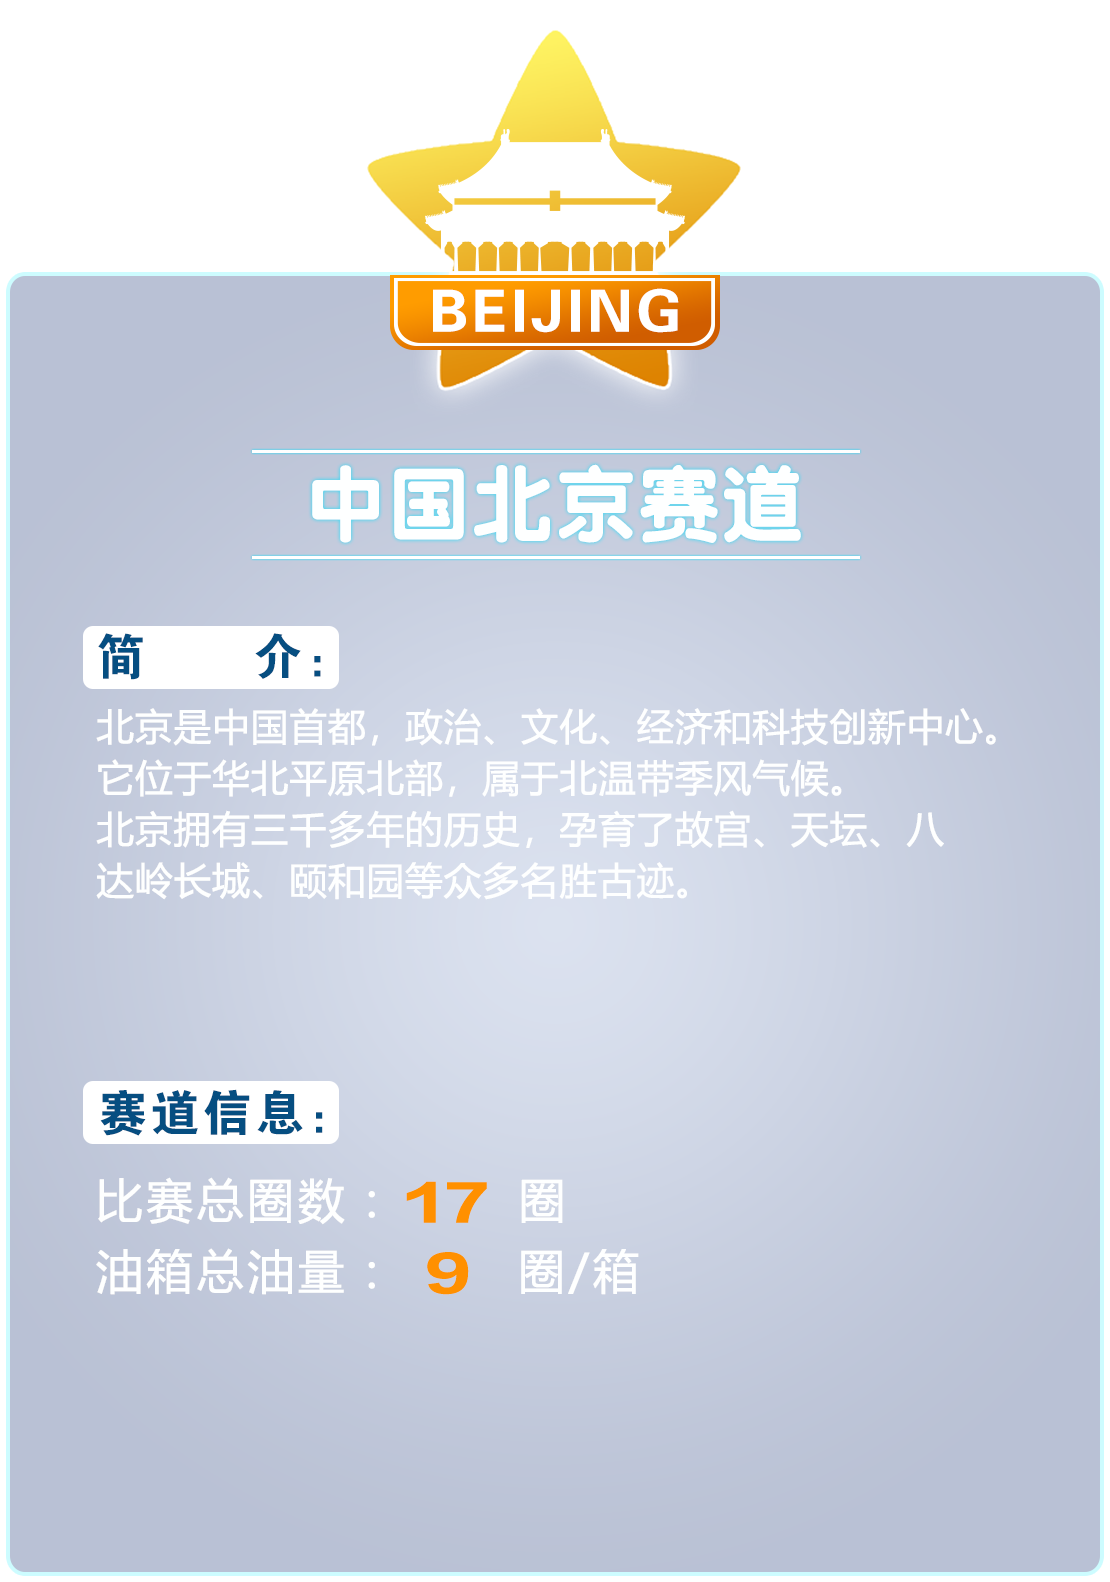 BEIJING
中国北京赛道
简 介：
北京是中国首都，政治、文化、经济和科技创新中心。
它位于华北平原北部，属于北温带季风气候。
北京拥有三千多年的历史，孕育了故宫、天坛、八
达岭长城、颐和园等众多名胜古迹。
赛道信息：
比赛总圈数：17 圈
油箱总油量：9 圈/箱